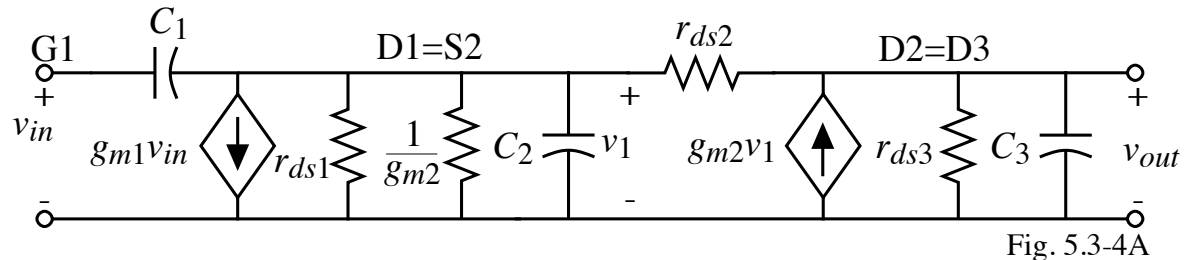 C1
G1
D1=S2
rds2
D2=D3
+
+
+
vin
gm1vin
rds1
1
gm2
C2
v1
gm2v1
rds3
C3
vout
-
-
-
Fig. 5.3-4A